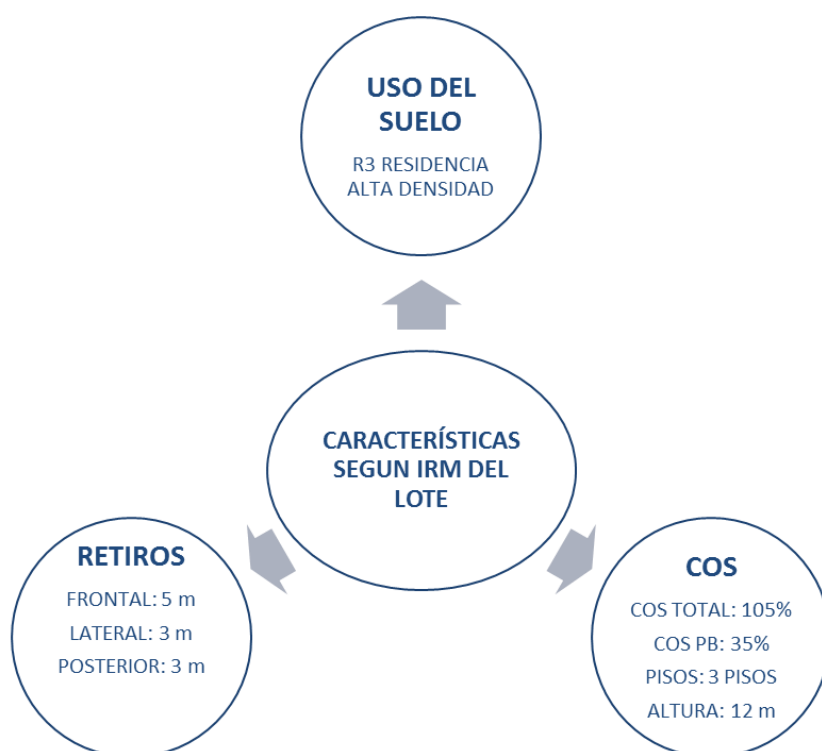 USO DEL
SUELO
R3 RESIDENCIA
ALTA DENSIDAD
CARACTERÍSTICAS
SEGUN IRM DEL
LOTE
RETIROS
FRONTAL: 5 m
LATERAL: 3 m
POSTERIOR: 3 m
COS
COS TOTAL: 105%
COS PB: 35%
PISOS: 3 PISOS
ALTURA: 12 m